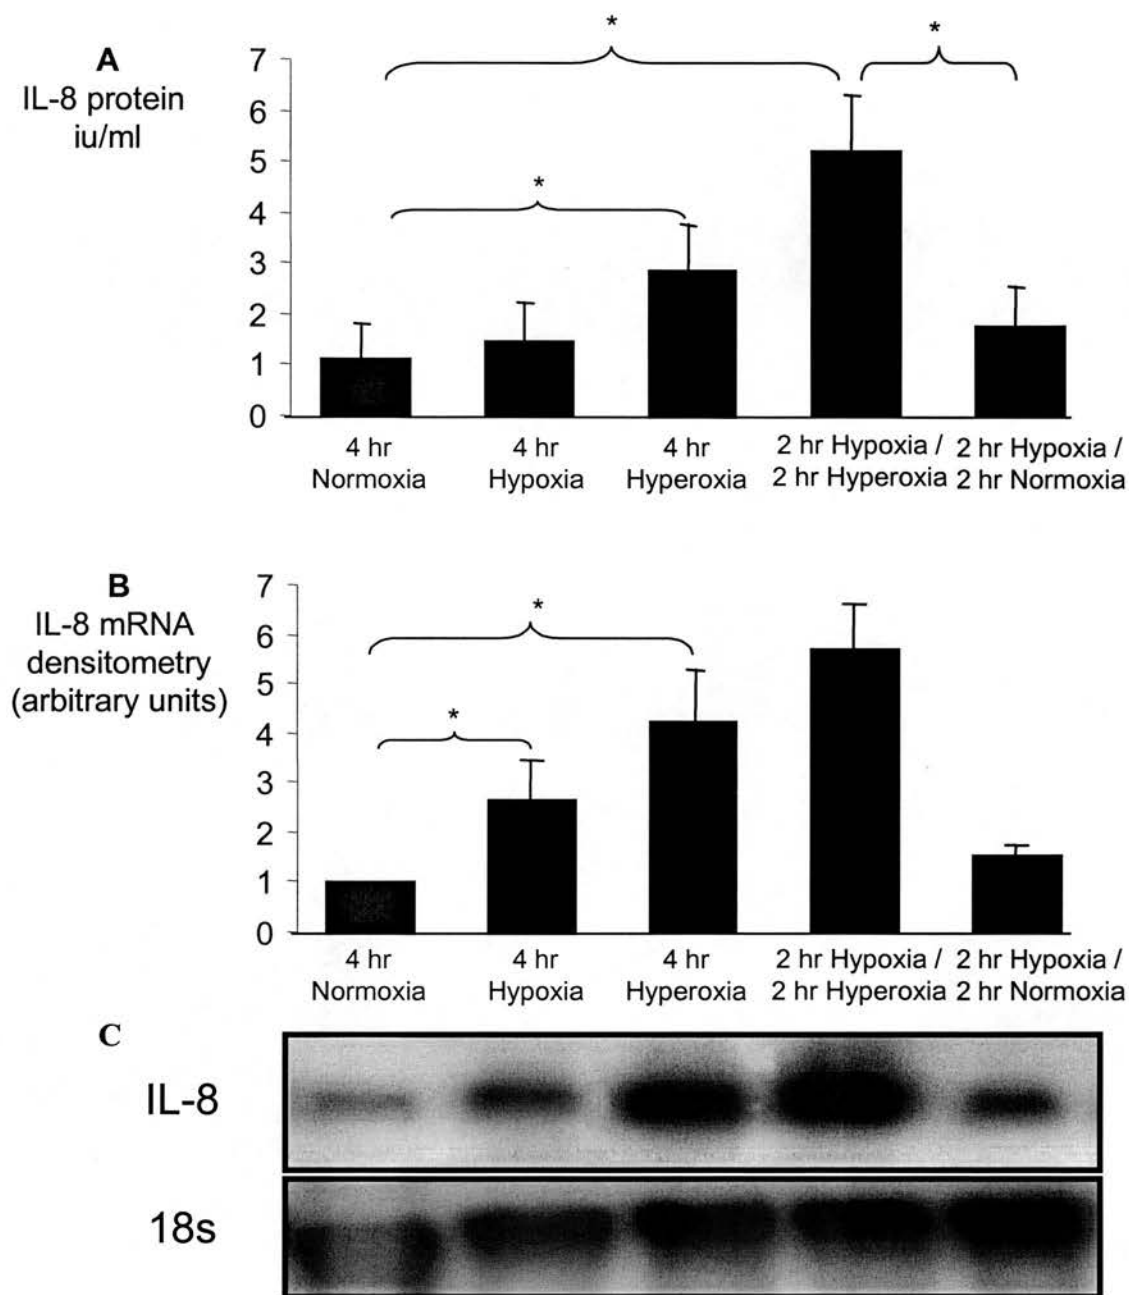 A
IL-8 protein
iu/ml
*
*
*
7
6
5
4
3
2
1
0
4 hr
Normoxia
4 hr
Hypoxia
4 hr
Hyperoxia
2 hr Hypoxia /
2 hr Hyperoxia
2 hr Hypoxia /
2 hr Normoxia
B
IL-8 mRNA
densitometry
(arbitrary units)
*
*
7
6
5
4
3
2
1
0
4 hr
Normoxia
4 hr
Hypoxia
4 hr
Hyperoxia
2 hr Hypoxia /
2 hr Hyperoxia
2 hr Hypoxia /
2 hr Normoxia
C
IL-8
18s